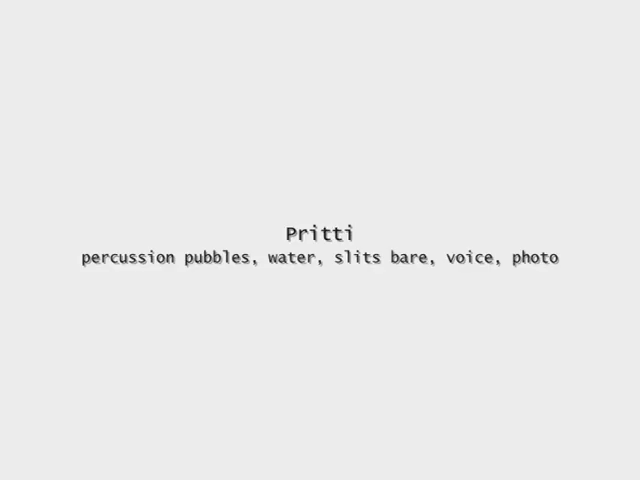 Pritti
percussion pubbles, water, slits bare, voice, photo